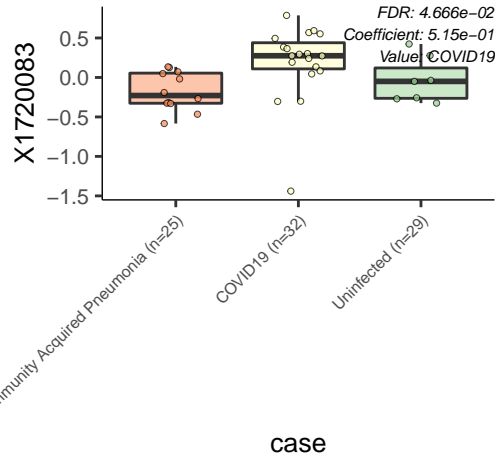 FDR: 4.666e−02
Coefficient: 5.15e−01
Value: COVID19
X1720083
0.5
0.0
−0.5
−1.0
−1.5
Acquired Pneumonia (n=25)
COVID19 (n=32)
Uninfected (n=29)
case